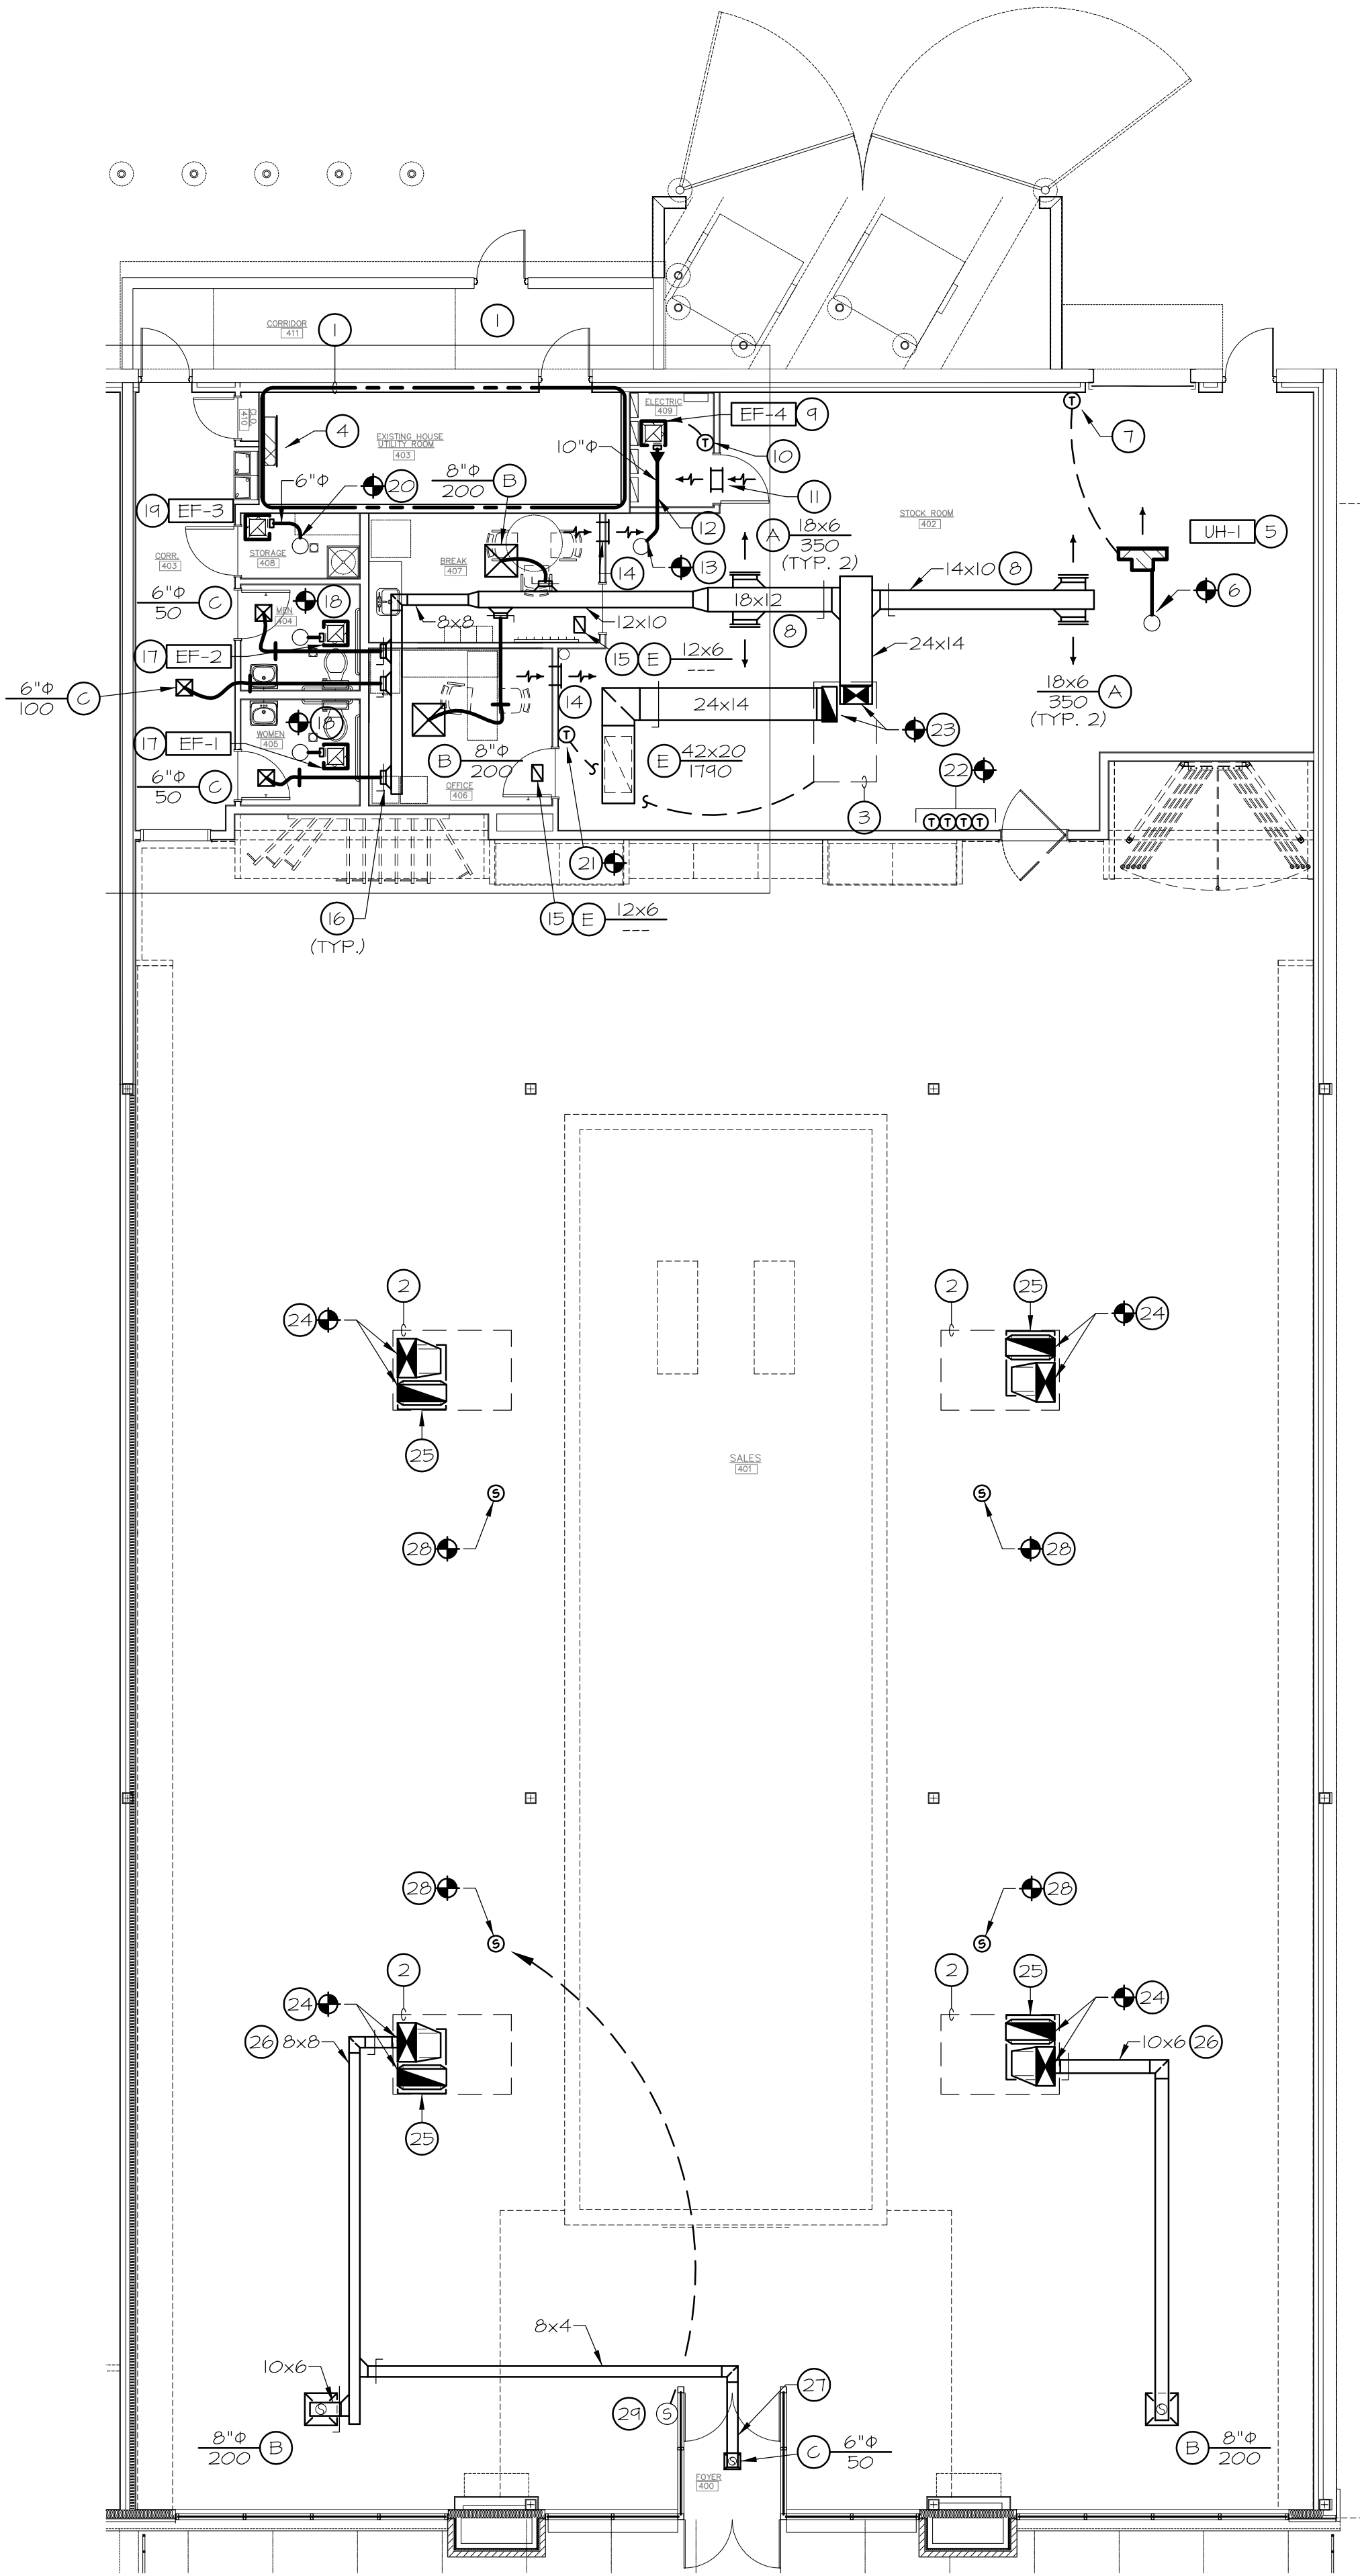 CORRIDOR
411
1
1
C.O.
410
4
EXISTING HOUSE
UTILITY ROOM
403
ELECTRIC
409
EF-4 9
T
10
T
7
10"Φ
6"Φ
20
8"Φ
200
B
11
19 EF-3
12
A
18x6
350
(TYP. 2)
STOCK ROOM
402
UH-1 5
CORR.
403
STORAGE
408
BREAK
407
14
13
14x10 8
6
6"Φ
50
C
MEN
404
18
8x8
12x10
18x12
8
24x14
17 EF-2
15 E 12x6
---
6"Φ
100
C
14
24x14
18x6
350
(TYP. 2)
A
18
23
17 EF-1
WOMEN
405
T
E
42x20
1790
B
8"Φ
200
22
6"Φ
50
C
OFFICE
406
3
T T T T
21
16
(TYP.)
15 E 12x6
---
2
2
25
24
24
25
SALES
401
S
S
28
28
28
28
S
S
2
2
25
24
24
26 8x8
10x6 26
25
8x4
10x6
29 S
27
8"Φ
200
B
C
6"Φ
50
B
8"Φ
200
FOYER
400